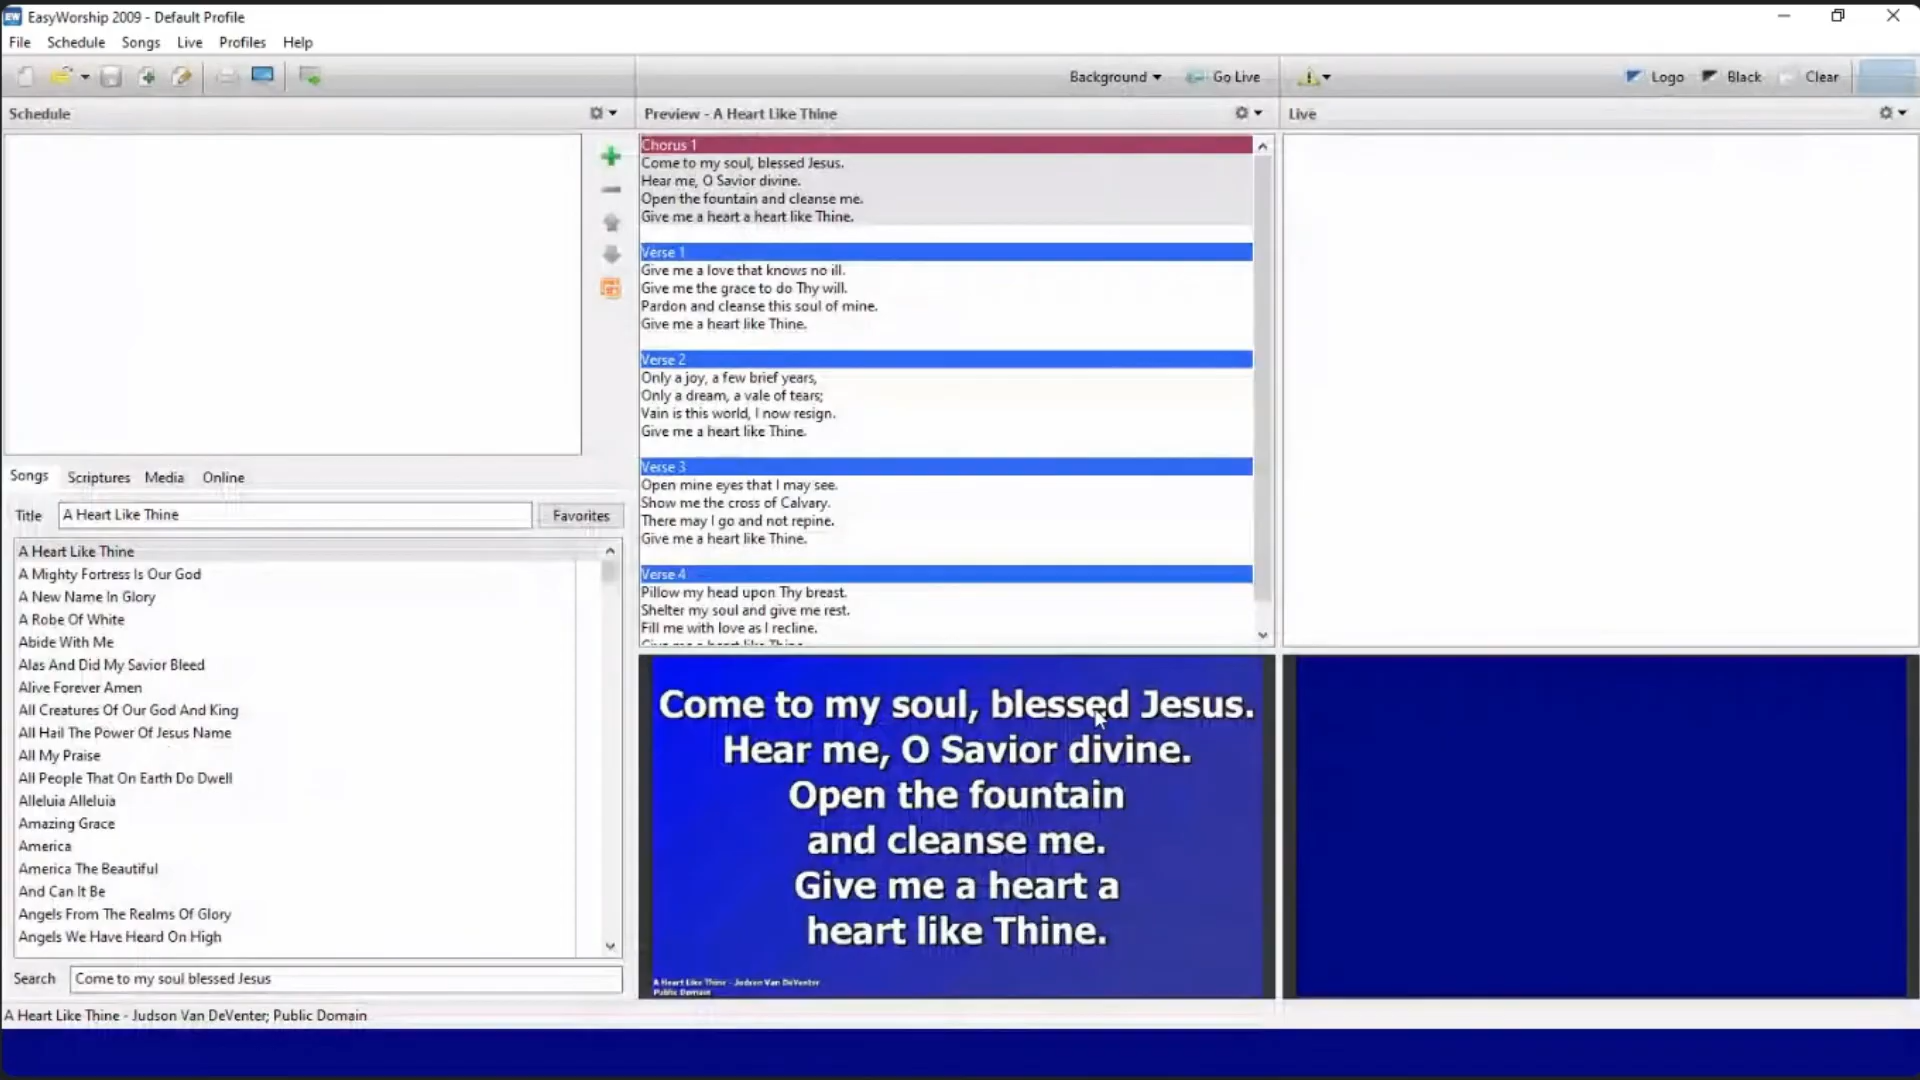 EasyWorship 2009 - Default Profile
File Schedule Songs Live Profiles Help
Background Go Live Logo Black Clear
Schedule
Preview - A Heart Like Thine
Live
Chorus 1
Come to my soul, blessed Jesus.
Hear me, O Savior divine.
Open the fountain and cleanse me.
Give me a heart a heart like Thine.
Verse 1
Give me a love that knows no ill.
Give me the grace to do Thy will.
Pardon and cleanse this soul of mine.
Give me a heart like Thine.
Verse 2
Only a joy, a few brief years,
Only a dream, a vale of tears;
Vain is this world, I now resign.
Give me a heart like Thine.
Verse 3
Open mine eyes that I may see.
Show me the cross of Calvary.
There may I go and not repine.
Give me a heart like Thine.
Verse 4
Pillow my head upon Thy breast.
Shelter my soul and give me rest.
Fill me with love as I recline.
Give me a heart like Thine.
Songs Scriptures Media Online
Title A Heart Like Thine Favorites
A Heart Like Thine
A Mighty Fortress Is Our God
A New Name In Glory
A Robe Of White
Abide With Me
Alas And Did My Savior Bleed
Alive Forever Amen
All Creatures Of Our God And King
All Hail The Power Of Jesus Name
All My Praise
All People That On Earth Do Dwell
Alleluia Alleluia
Amazing Grace
America
America The Beautiful
And Can It Be
Angels From The Realms Of Glory
Angels We Have Heard On High
Search Come to my soul blessed Jesus
Come to my soul, blessed Jesus.
Hear me, O Savior divine.
Open the fountain
and cleanse me.
Give me a heart a
heart like Thine.
A Heart Like Thine - Judson Van DeVenter
Public Domain
A Heart Like Thine - Judson Van DeVenter; Public Domain